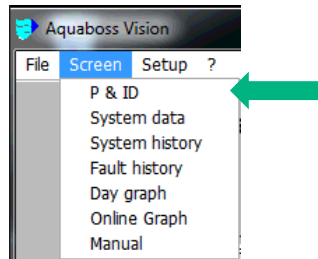 Aquaboss Vision
File Screen Setup ?
P & ID
System data
System history
Fault history
Day graph
Online Graph
Manual